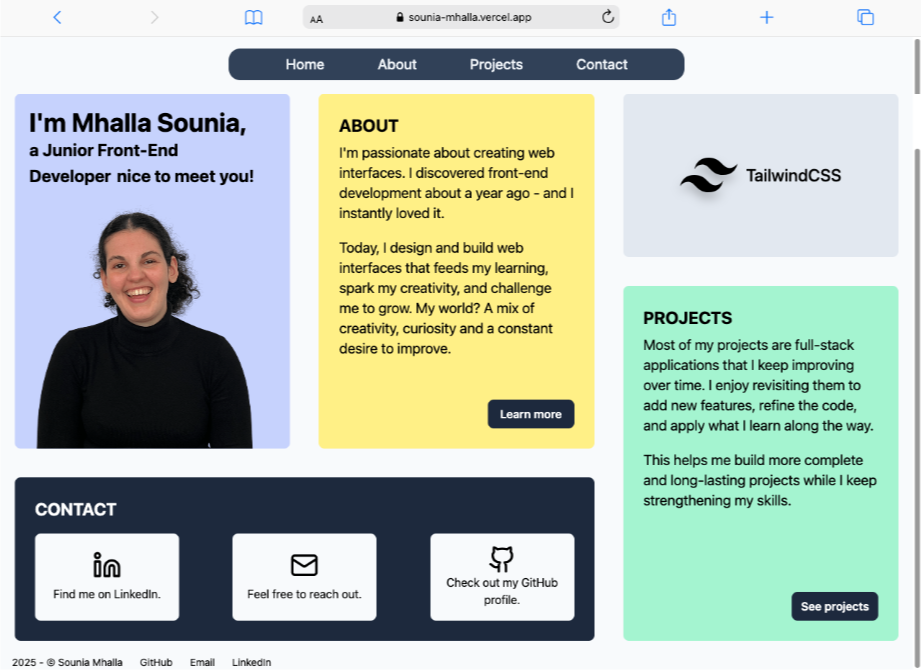 AA sounia-mhalla.vercel.app
Home About Projects Contact
I'm Mhalla Sounia,
a Junior Front-End
Developer nice to meet you!
ABOUT
I'm passionate about creating web
interfaces. I discovered front-end
development about a year ago - and I
instantly loved it.
Today, I design and build web
interfaces that feeds my learning,
spark my creativity, and challenge
me to grow. My world? A mix of
creativity, curiosity and a constant
desire to improve.
Learn more
TailwindCSS
PROJECTS
Most of my projects are full-stack
applications that I keep improving
over time. I enjoy revisiting them to
add new features, refine the code,
and apply what I learn along the way.
This helps me build more complete
and long-lasting projects while I keep
strengthening my skills.
See projects
CONTACT
Find me on LinkedIn.
Feel free to reach out.
Check out my GitHub
profile.
2025 - © Sounia Mhalla GitHub Email LinkedIn